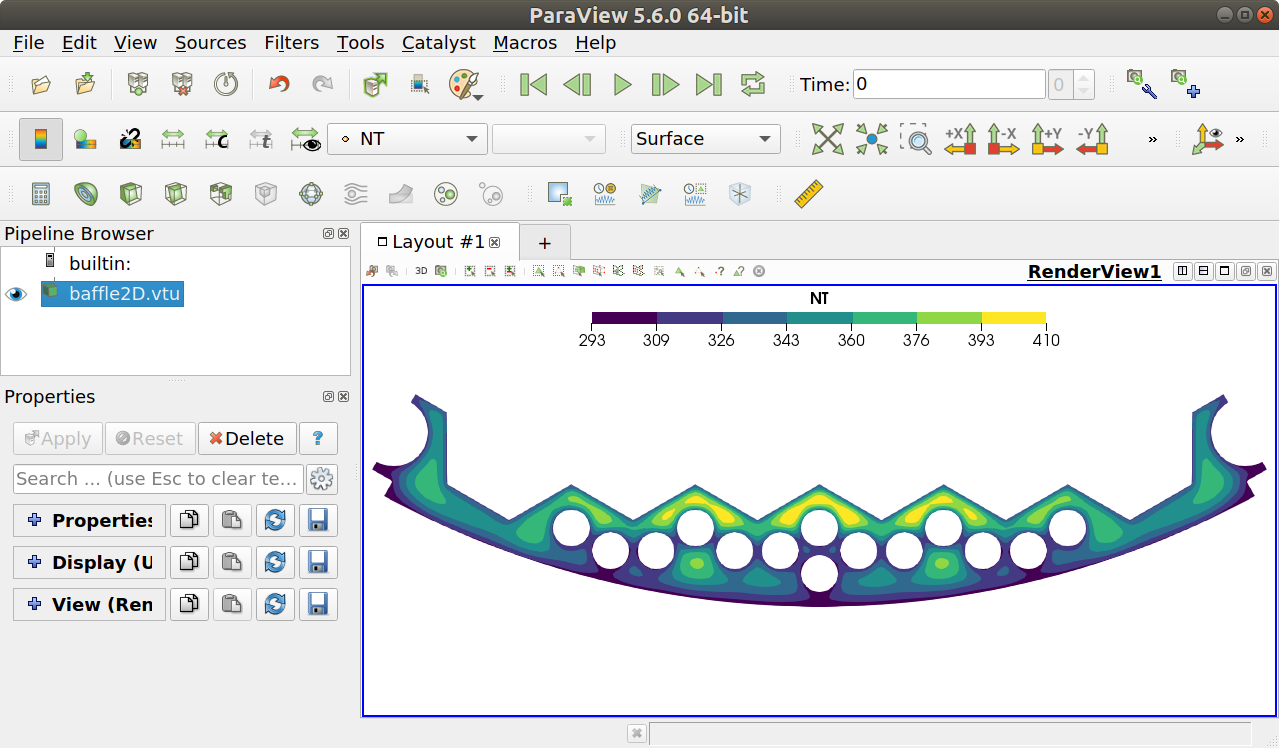 ParaView 5.6.0 64-bit
File Edit View Sources Filters Tools Catalyst Macros Help
Time: 0 0
NT Surface +X -X +Y -Y » »
Pipeline Browser
Layout #1 +
builtin:
3D RenderView1
baffle2D.vtu
NT
293 309 326 343 360 376 393 410
Properties
Apply Reset Delete ?
Search ... (use Esc to clear te...
Properties
Display (U
View (Ren